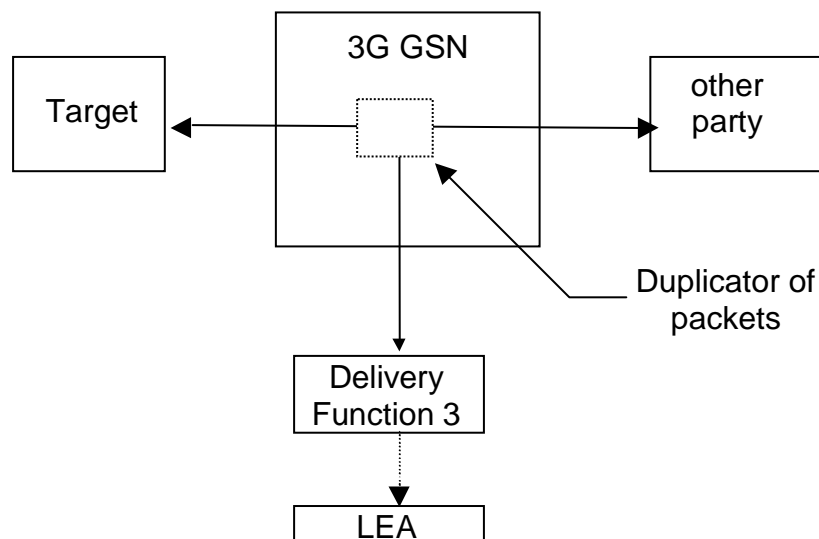 3G GSN
Target
other
party
Duplicator of
packets
Delivery
Function 3
LEA